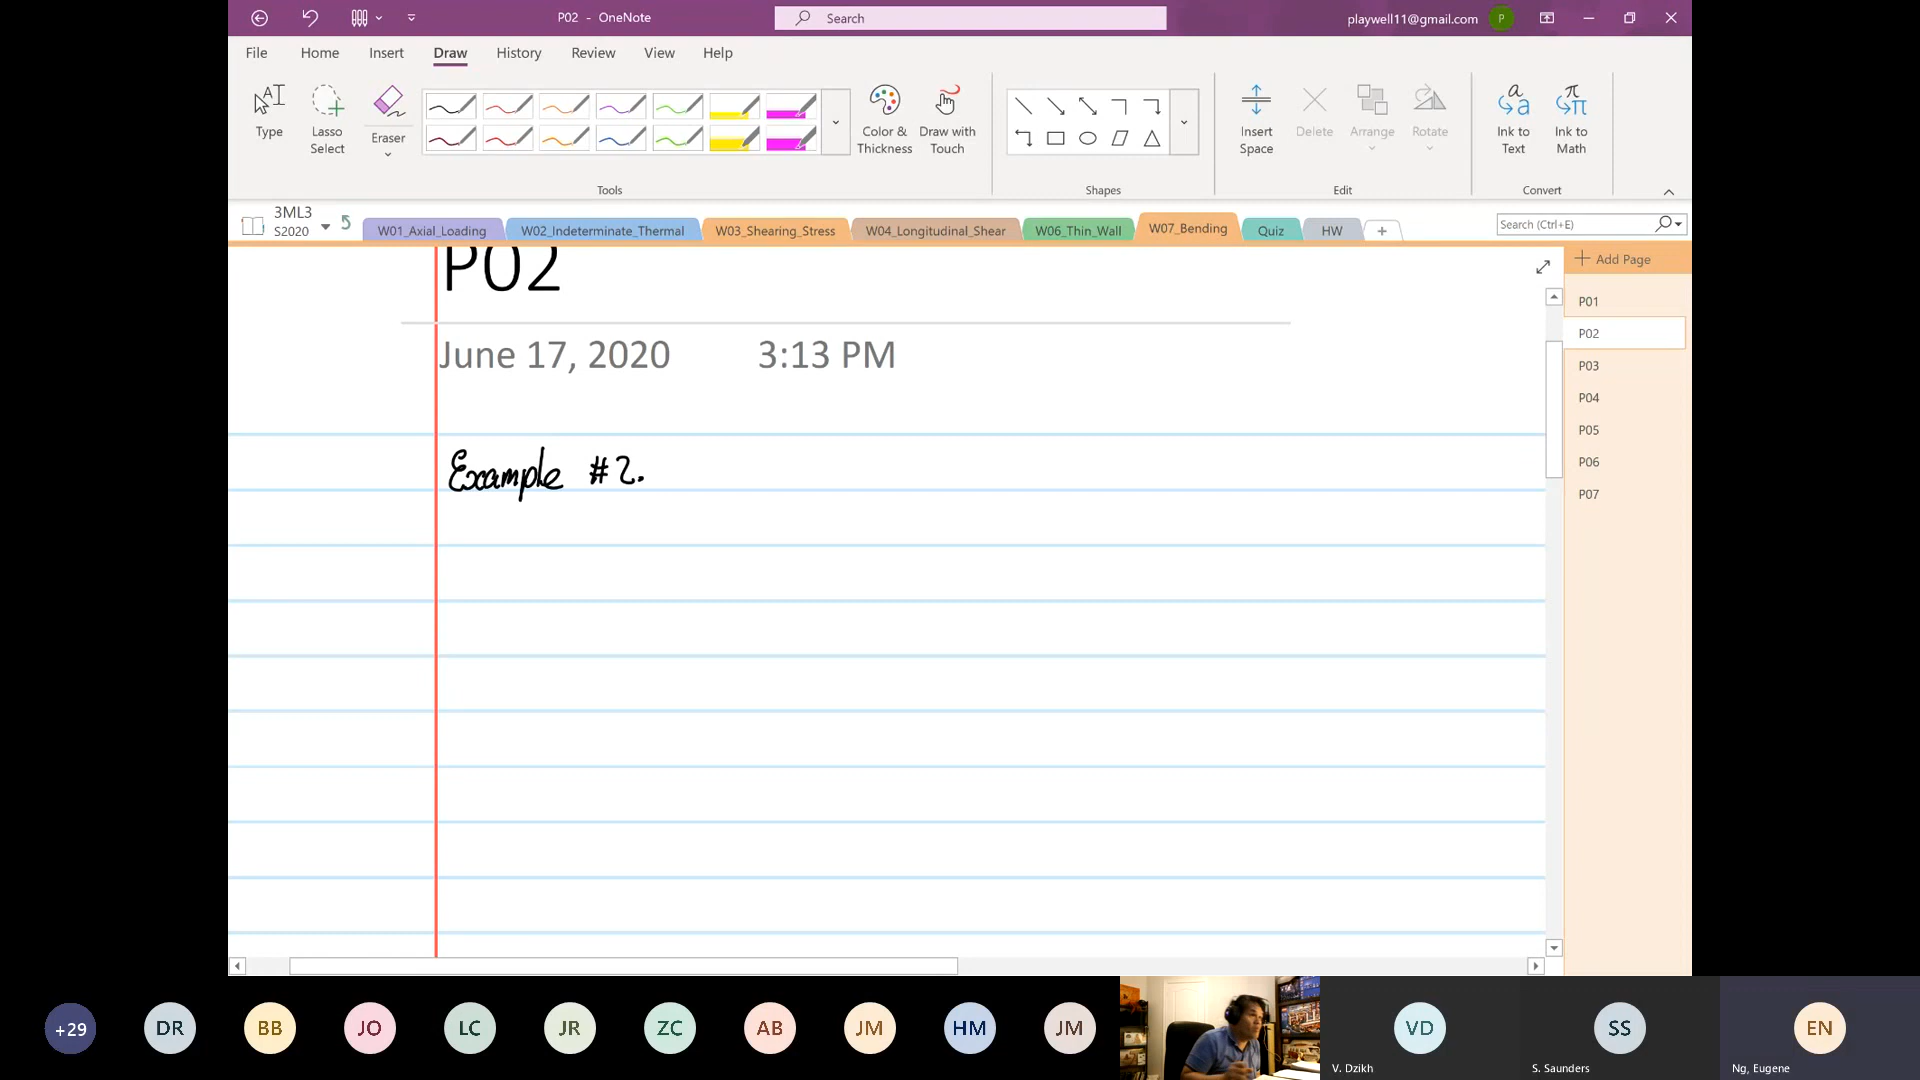 P02 - OneNote
Search
playwell11@gmail.com
P
File Home Insert Draw History Review View Help
Type
Lasso Select
Eraser
Color & Thickness
Draw with Touch
Insert Space
Delete
Arrange
Rotate
Ink to Text
Ink to Math
Tools
Shapes
Edit
Convert
3ML3 S2020
W01_Axial_Loading
W02_Indeterminate_Thermal
W03_Shearing_Stress
W04_Longitudinal_Shear
W06_Thin_Wall
W07_Bending
Quiz
HW
Search (Ctrl+E)
P02
Add Page
June 17, 2020 3:13 PM
P01
P02
P03
P04
P05
P06
P07
Example #2.
+29
DR
BB
JO
LC
JR
ZC
AB
JM
HM
JM
VD
SS
EN
V. Dzikh
S. Saunders
Ng, Eugene